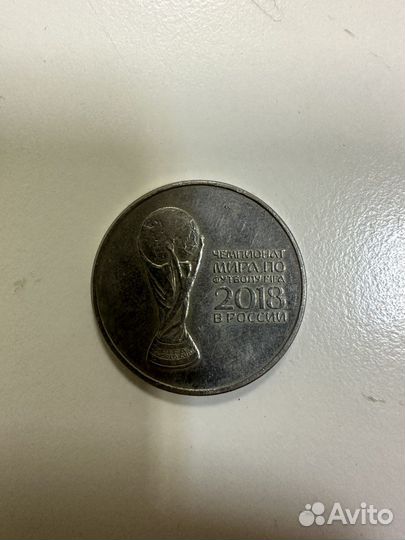 ЧЕМПИОНАТ
МИРА ПО
ФУТБОЛУ FIFA
2018
В РОССИИ
Avito